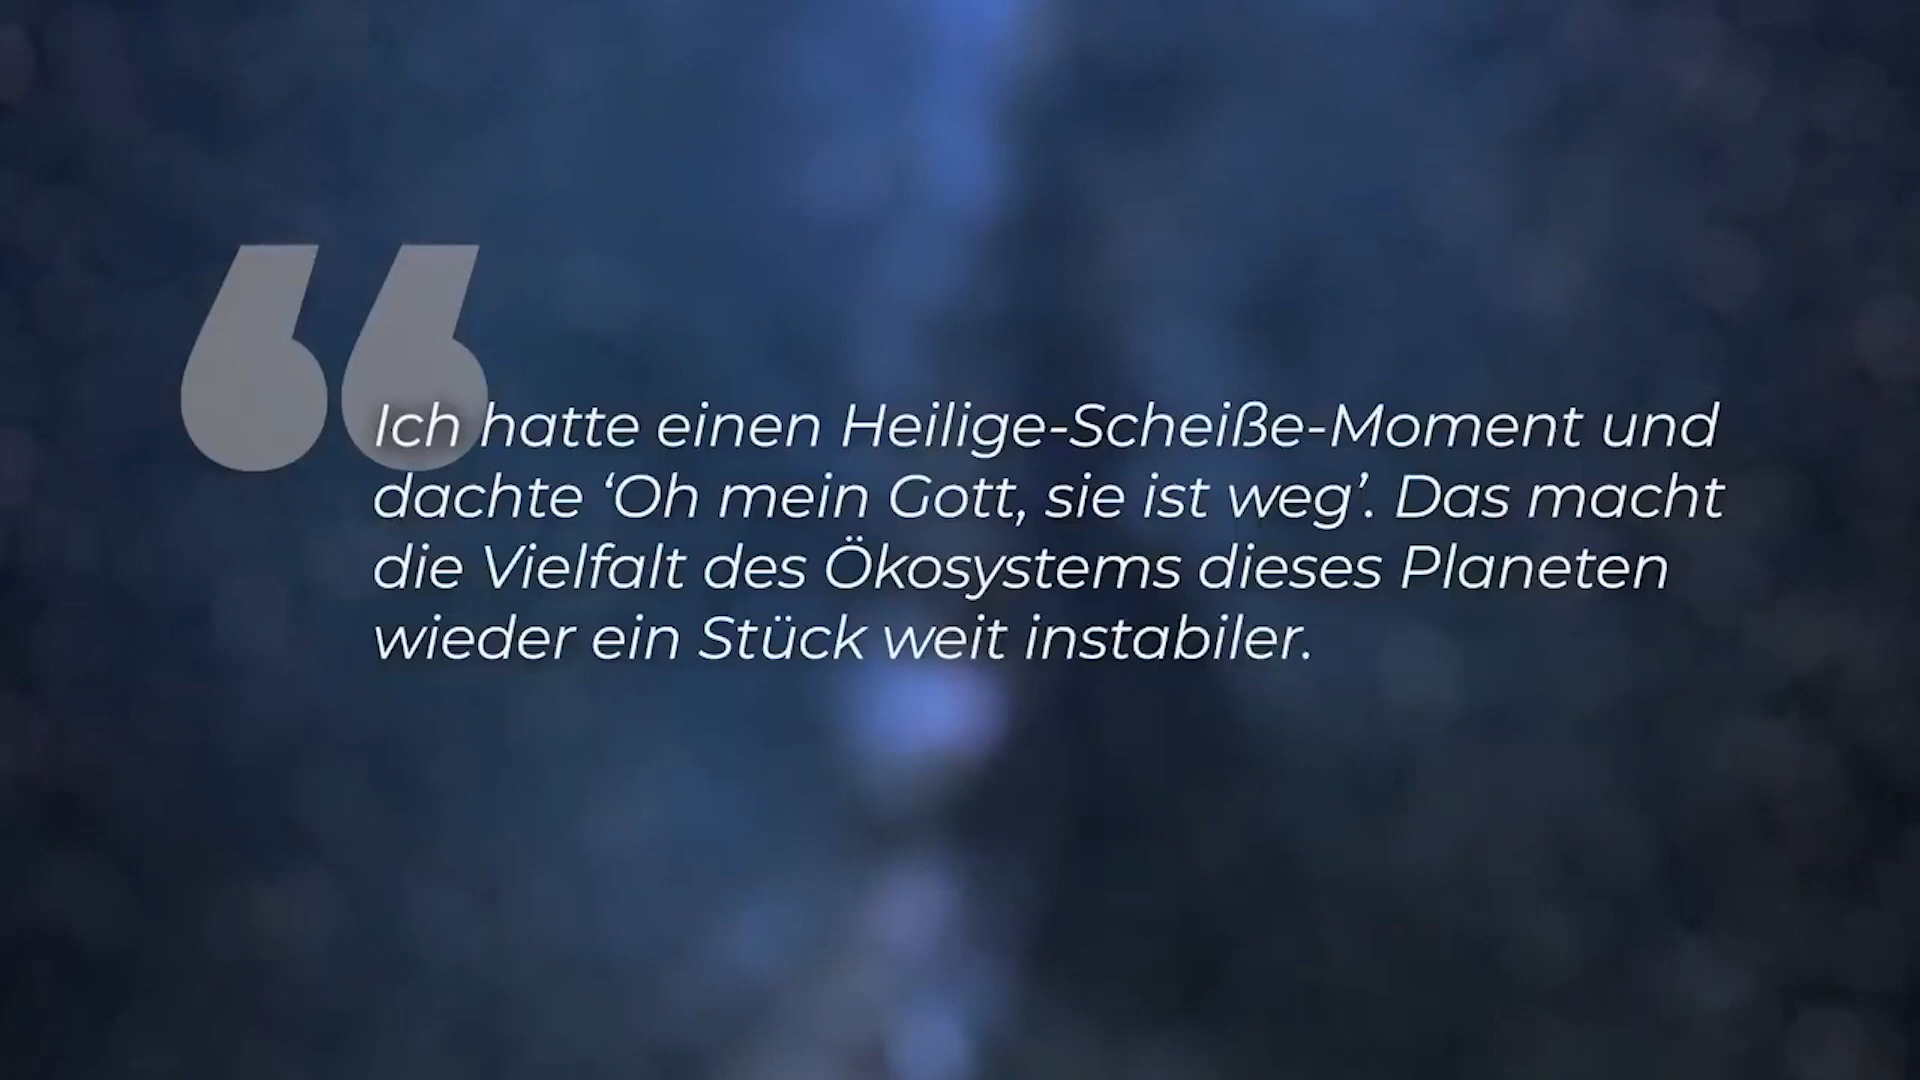 Ich hatte einen Heilige-Scheiße-Moment und
dachte ‘Oh mein Gott, sie ist weg’. Das macht
die Vielfalt des Ökosystems dieses Planeten
wieder ein Stück weit instabiler.